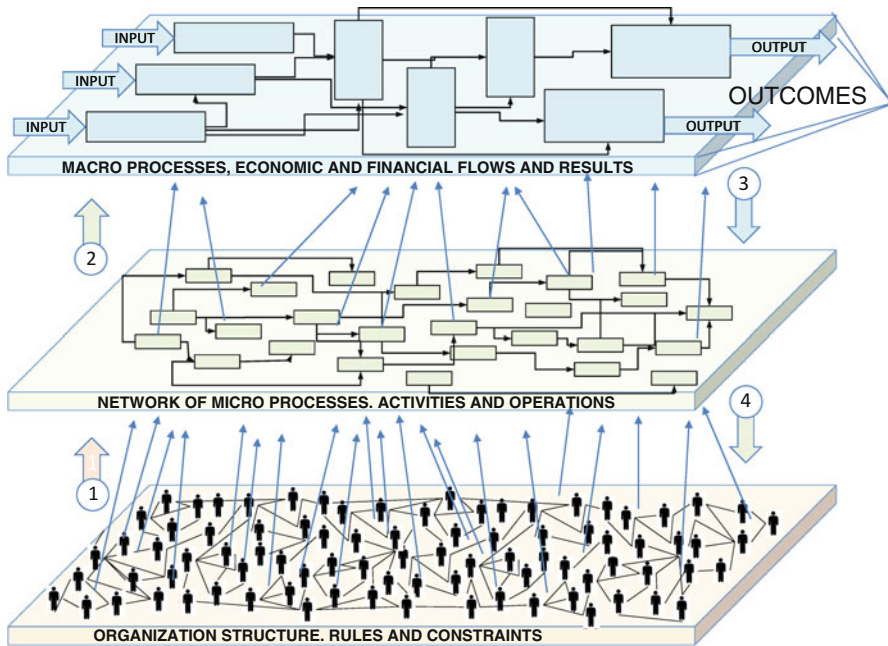 INPUT
INPUT
INPUT
OUTPUT
OUTPUT
OUTCOMES
MACRO PROCESSES, ECONOMIC AND FINANCIAL FLOWS AND RESULTS
2
3
NETWORK OF MICRO PROCESSES. ACTIVITIES AND OPERATIONS
4
1
1
ORGANIZATION STRUCTURE. RULES AND CONSTRAINTS